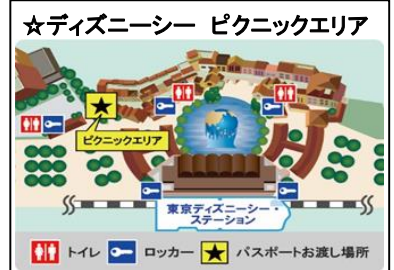 ☆ディズニーシー ピクニックエリア
ピクニックエリア
東京ディズニーシー・
ステーション
トイレ ロッカー パスポートお渡し場所